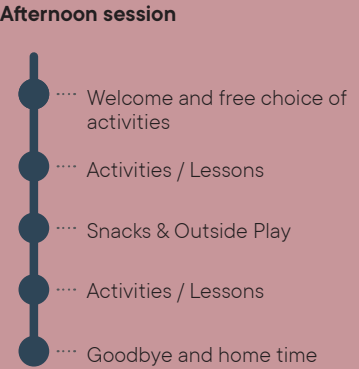 Afternoon session
Welcome and free choice of
activities
Activities / Lessons
Snacks & Outside Play
Activities / Lessons
Goodbye and home time